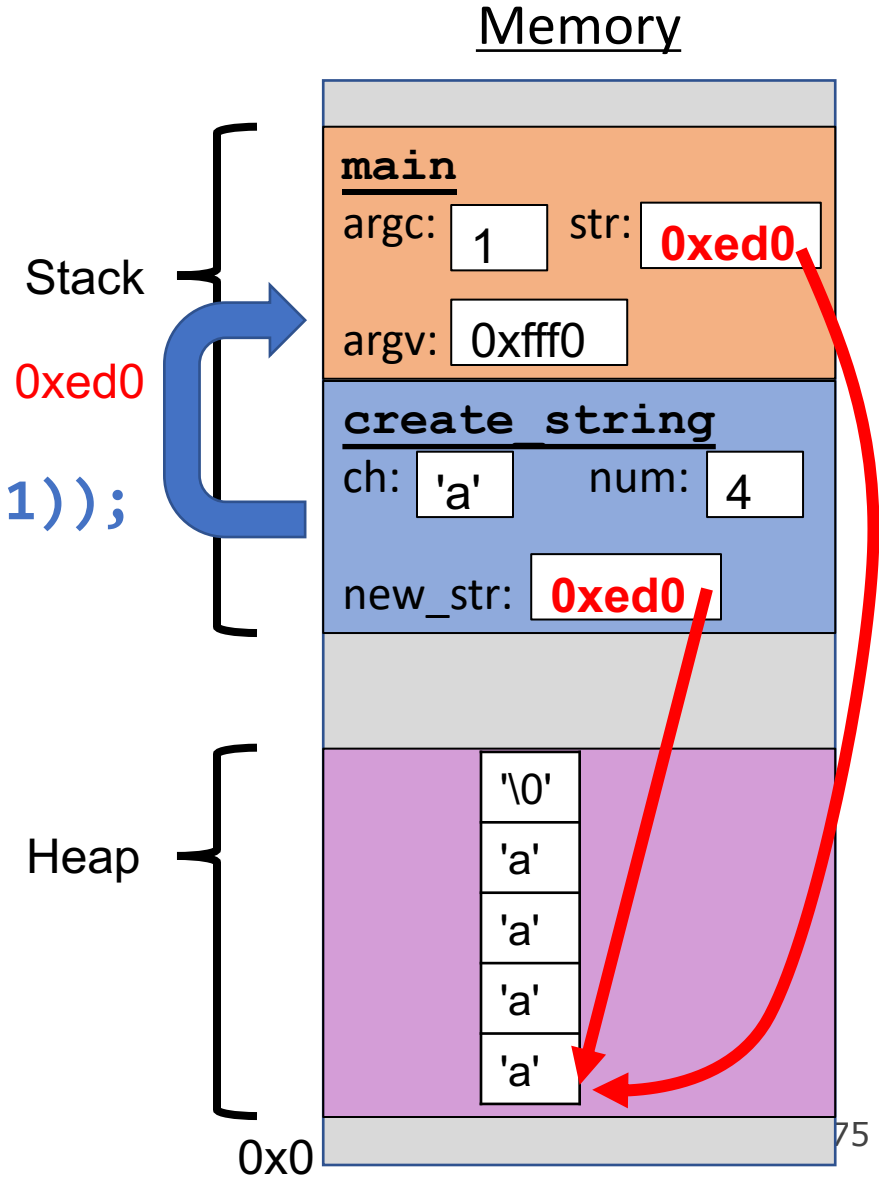 Memory
main
argc: 1 str: 0xed0
Stack
argv: 0xfff0
0xed0
create_string
ch: 'a' num: 4
1));
new_str: 0xed0
'\0'
Heap
'a'
'a'
'a'
'a'
0x0
75